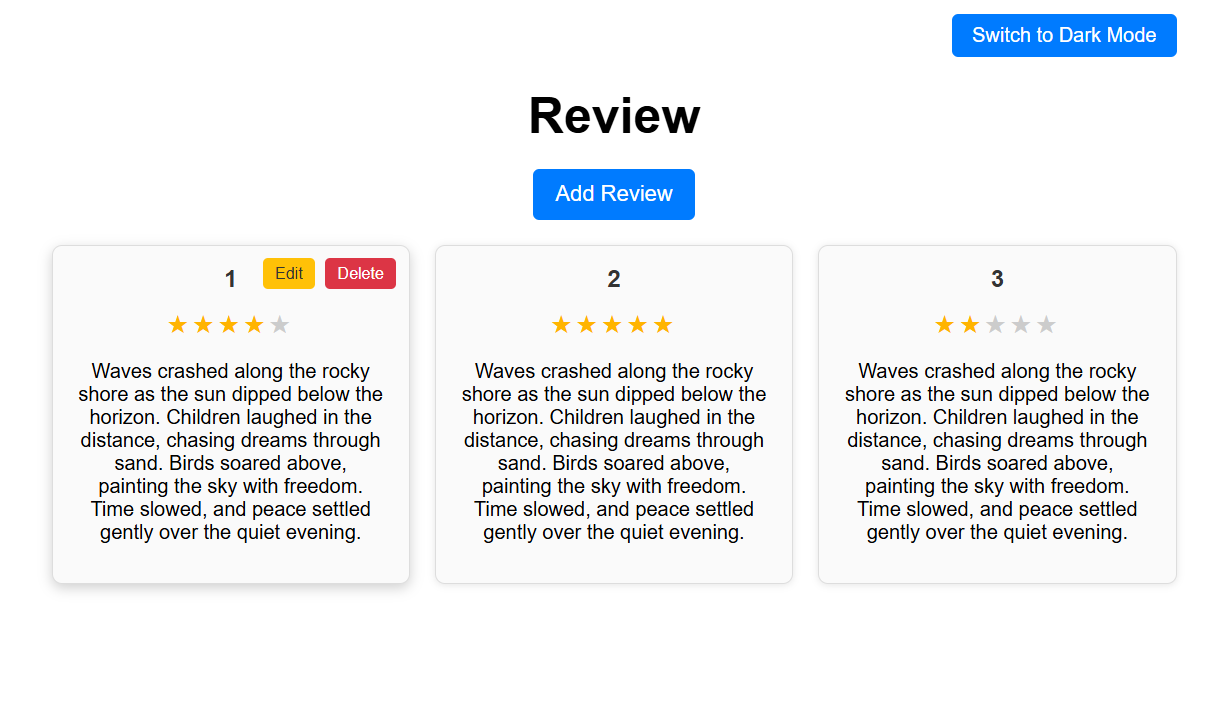 Switch to Dark Mode
Review
Add Review
1
Edit
Delete
Waves crashed along the rocky
shore as the sun dipped below the
horizon. Children laughed in the
distance, chasing dreams through
sand. Birds soared above,
painting the sky with freedom.
Time slowed, and peace settled
gently over the quiet evening.
2
Waves crashed along the rocky
shore as the sun dipped below the
horizon. Children laughed in the
distance, chasing dreams through
sand. Birds soared above,
painting the sky with freedom.
Time slowed, and peace settled
gently over the quiet evening.
3
Waves crashed along the rocky
shore as the sun dipped below the
horizon. Children laughed in the
distance, chasing dreams through
sand. Birds soared above,
painting the sky with freedom.
Time slowed, and peace settled
gently over the quiet evening.